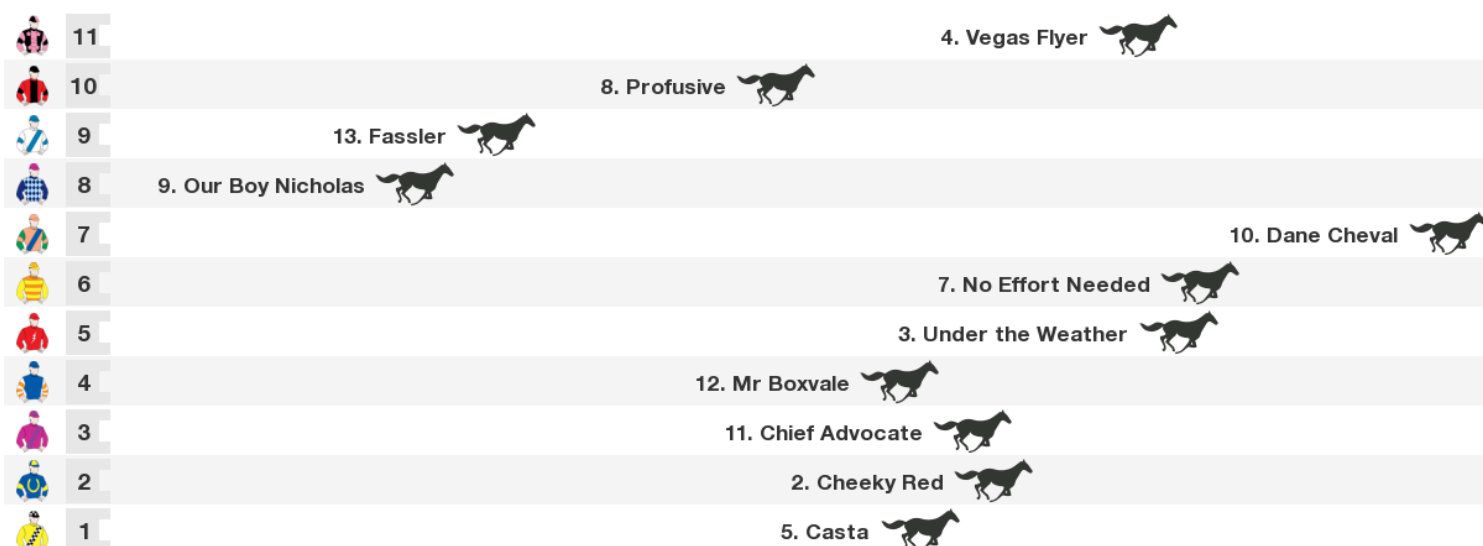 11 4. Vegas Flyer
10 8. Profusive
9 13. Fassler
8 9. Our Boy Nicholas
7 10. Dane Cheval
6 7. No Effort Needed
5 3. Under the Weather
4 12. Mr Boxvale
3 11. Chief Advocate
2 2. Cheeky Red
1 5. Casta